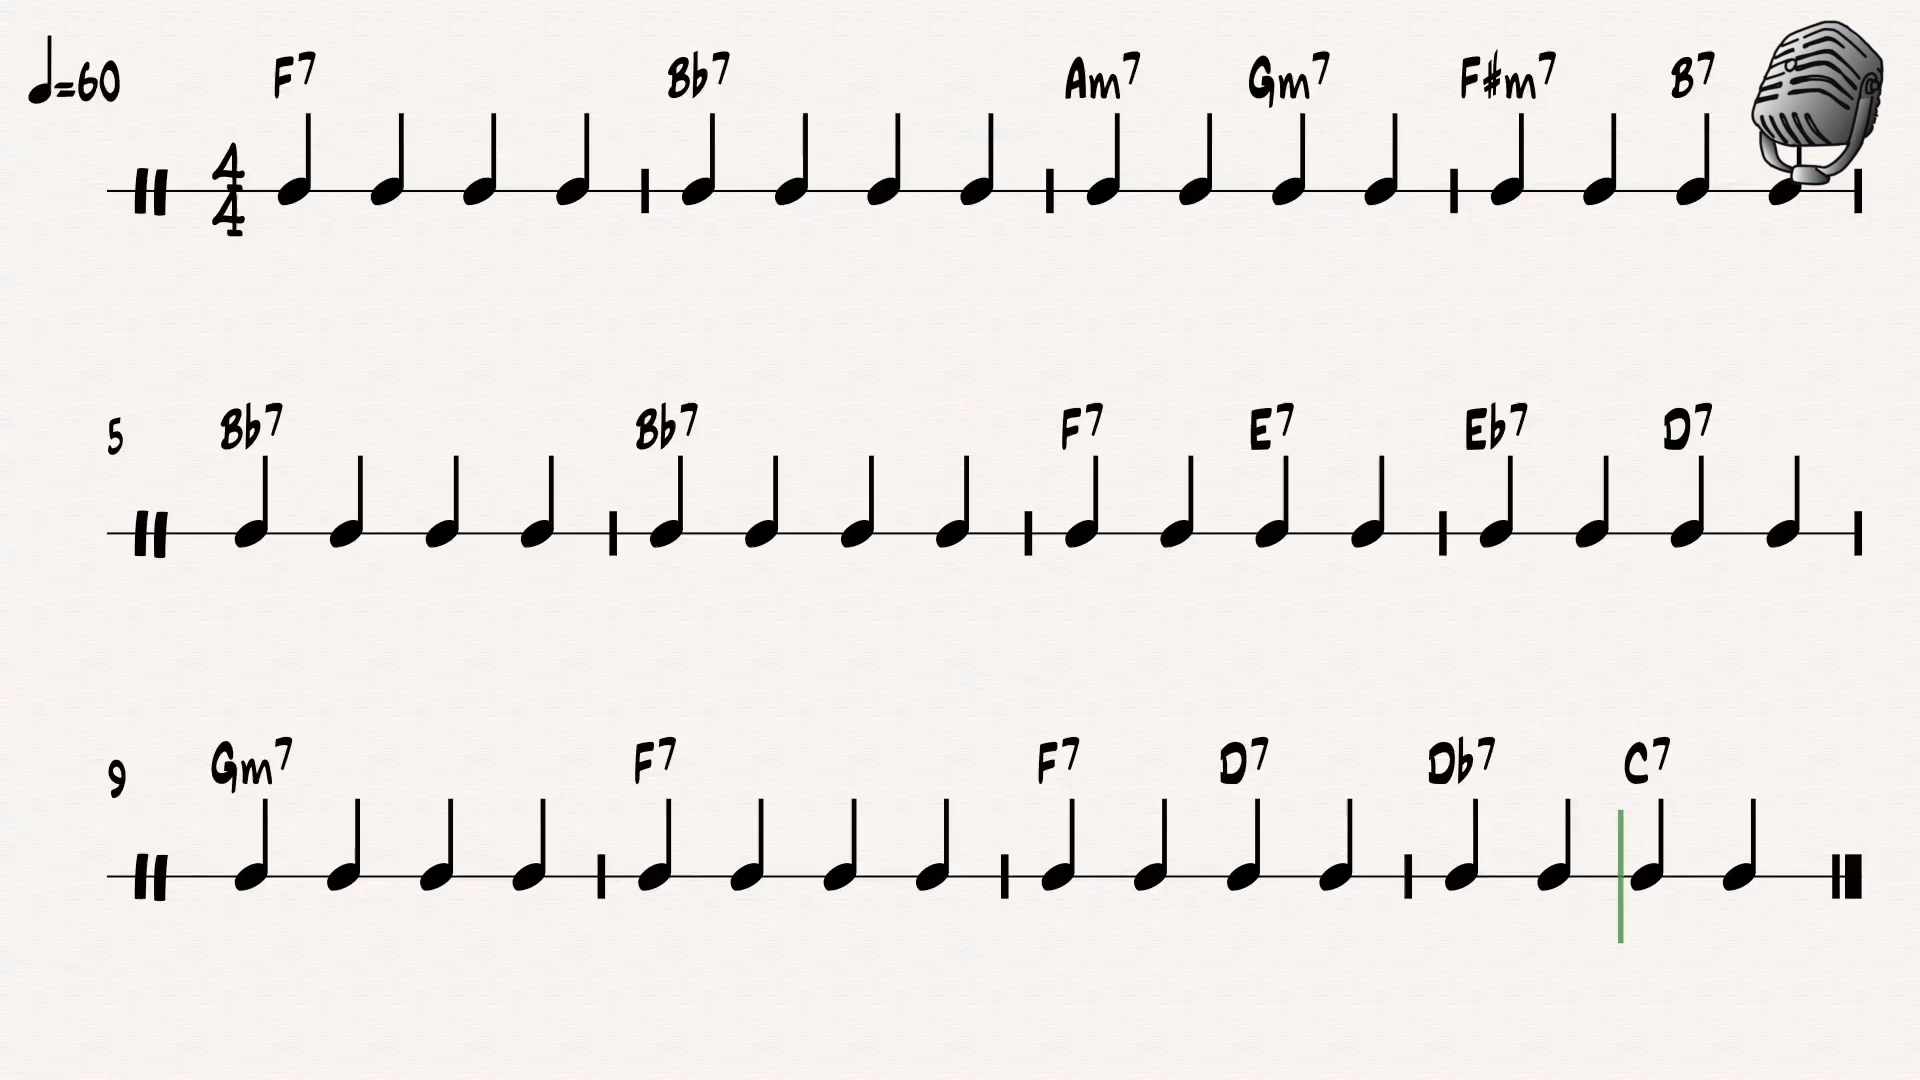 ♩=60 F7 Bb7 Am7 Gm7 F#m7 B7
4
4
5 Bb7 Bb7 F7 E7 Eb7 D7
9 Gm7 F7 F7 D7 Db7 C7